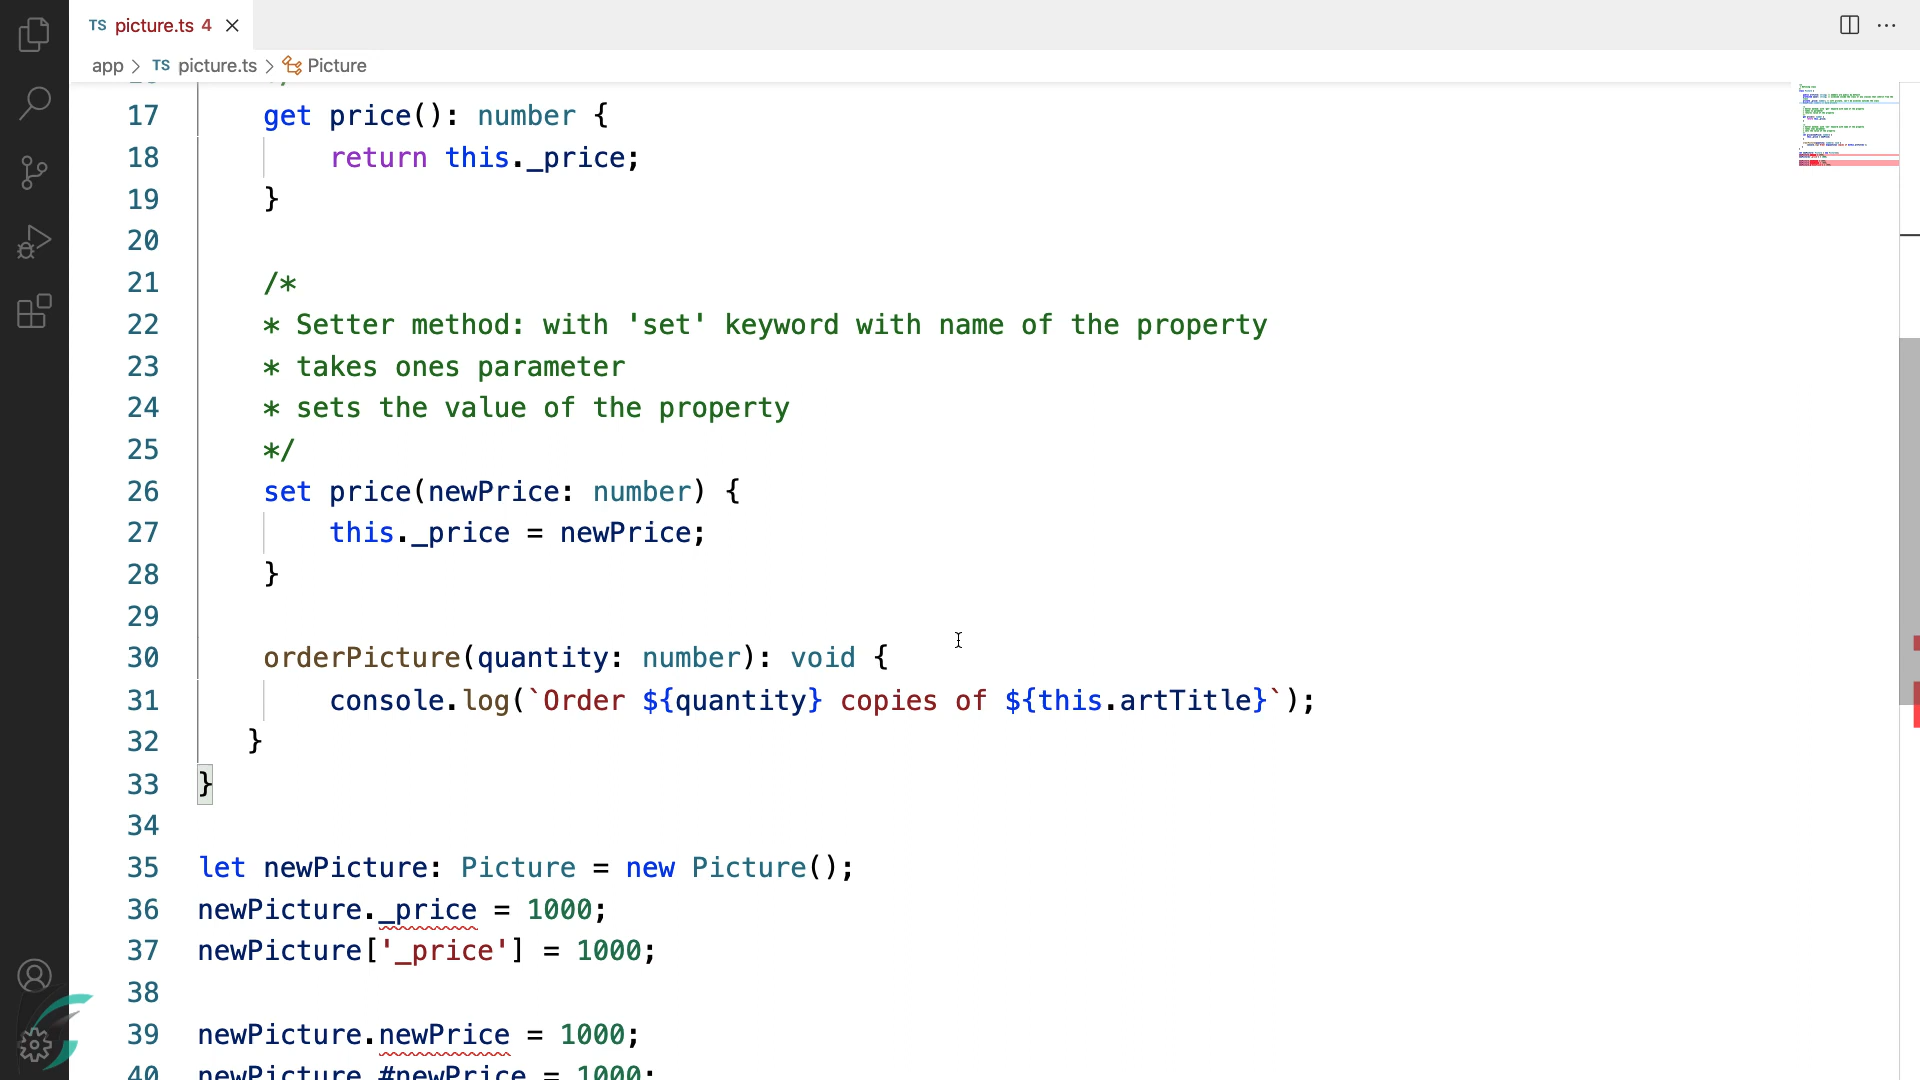 TS picture.ts 4
app > TS picture.ts > Picture
17 get price(): number {
18 return this._price;
19 }
20
21 /*
22 * Setter method: with 'set' keyword with name of the property
23 * takes ones parameter
24 * sets the value of the property
25 */
26 set price(newPrice: number) {
27 this._price = newPrice;
28 }
29
30 orderPicture(quantity: number): void {
31 console.log(`Order ${quantity} copies of ${this.artTitle}`);
32 }
33 }
34
35 let newPicture: Picture = new Picture();
36 newPicture._price = 1000;
37 newPicture['_price'] = 1000;
38
39 newPicture.newPrice = 1000;
40 newPicture.#newPrice = 1000;